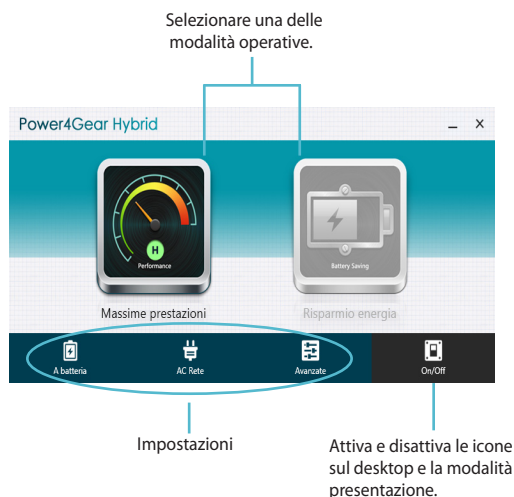 Selezionare una delle
modalità operative.
Power4Gear Hybrid
H
Performance
Battery Saving
Massime prestazioni
Risparmio energia
A batteria
AC Rete
Avanzate
On/Off
Impostazioni
Attiva e disattiva le icone
sul desktop e la modalità
presentazione.